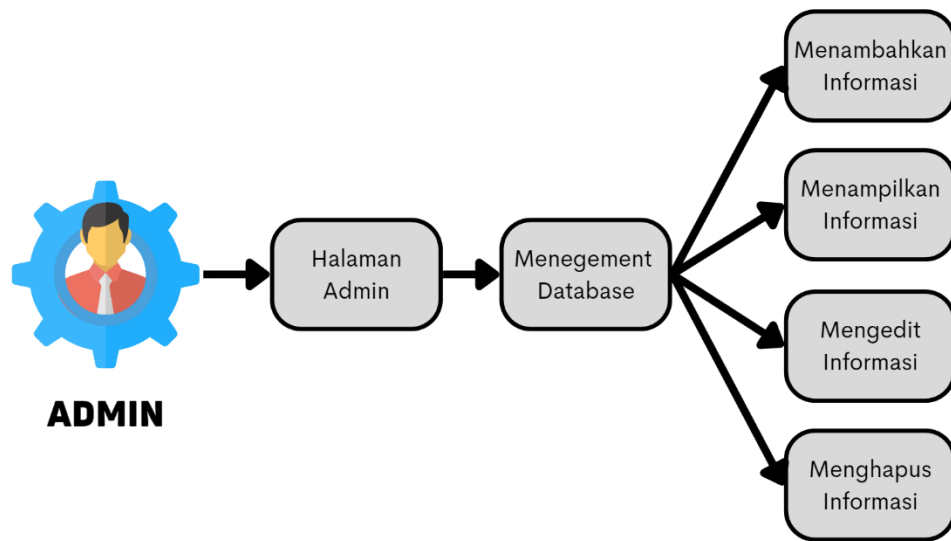 Menambahkan
Informasi
Menampilkan
Informasi
Halaman
Admin
Menegement
Database
Mengedit
Informasi
ADMIN
Menghapus
Informasi